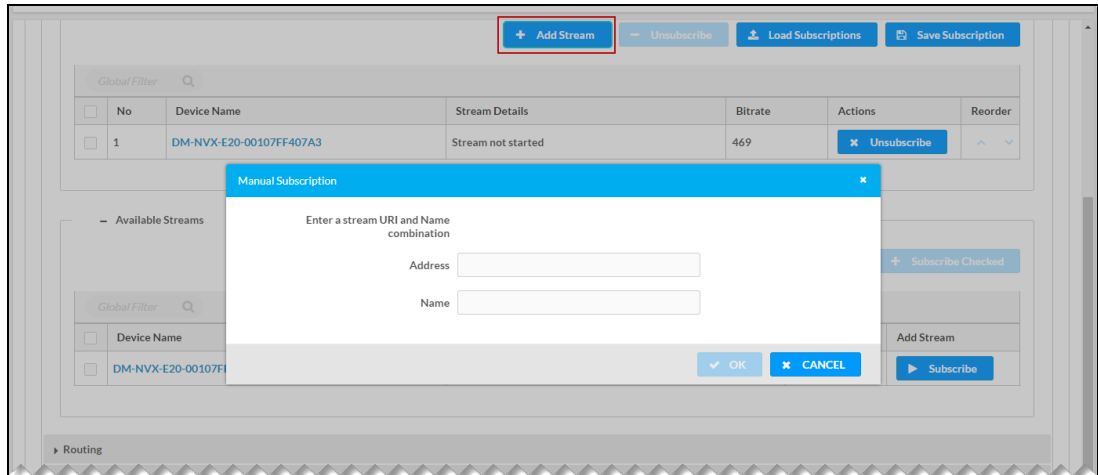 + Add Stream
− Unsubscribe
Load Subscriptions
Save Subscription
Global Filter
No Device Name Stream Details Bitrate Actions Reorder
1 DM-NVX-E20-00107FF407A3 Stream not started 469 × Unsubscribe
Manual Subscription ×
− Available Streams
Enter a stream URI and Name
combination
Address
+ Subscribe Checked
Name
Global Filter
Device Name Add Stream
DM-NVX-E20-00107F
OK × CANCEL
Subscribe
Routing